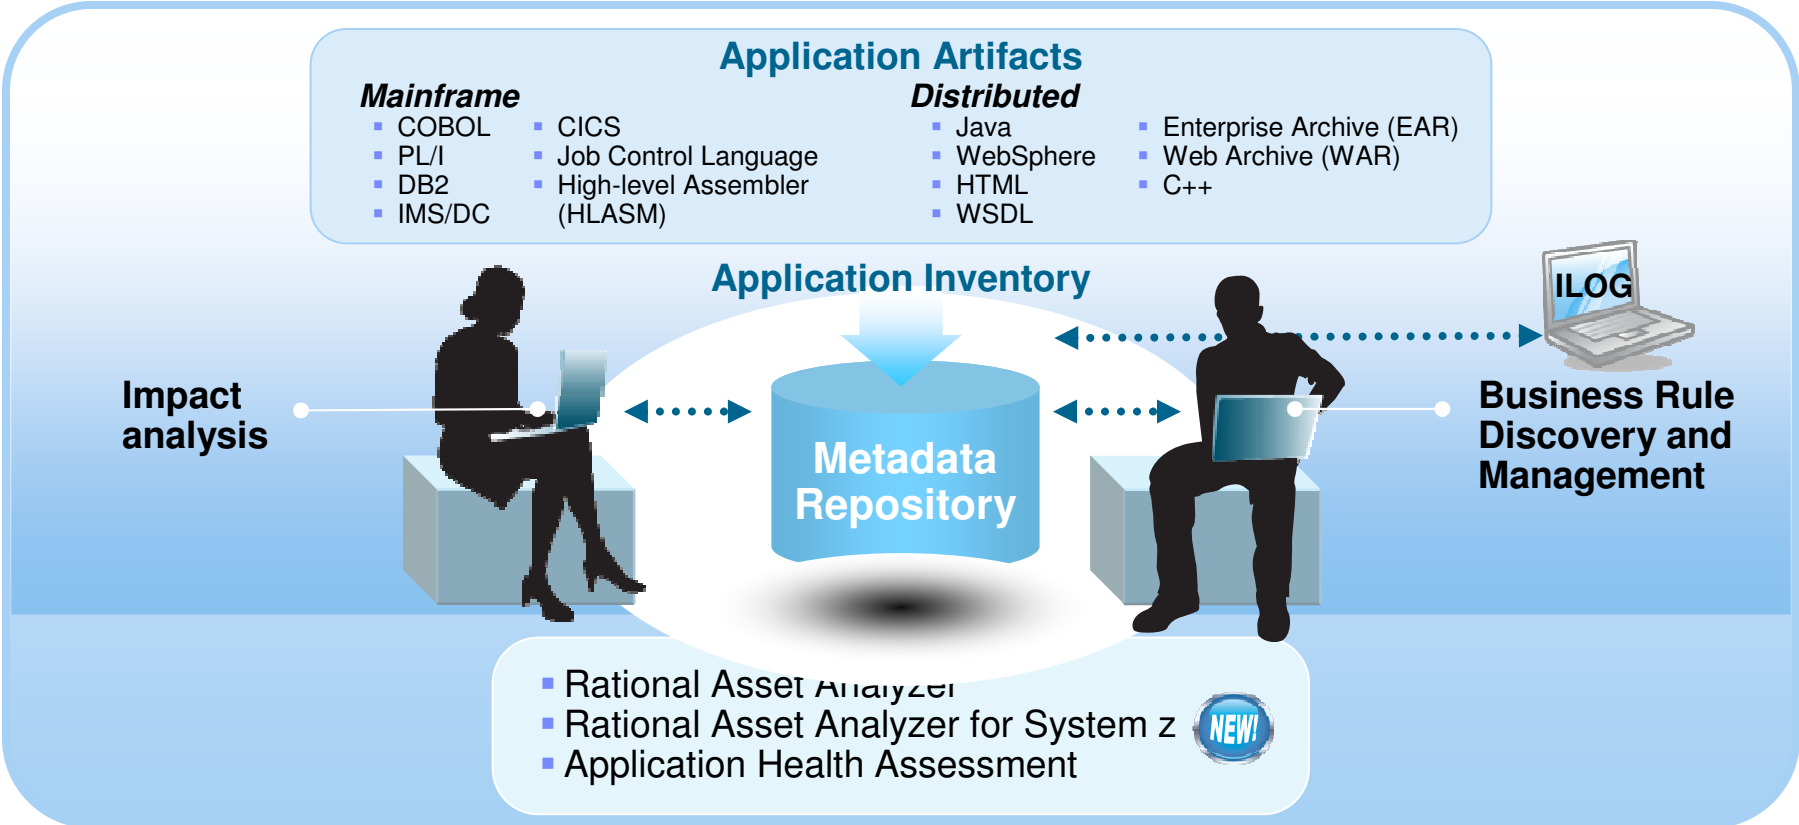 Application Artifacts
Mainframe
COBOL
PL/I
DB2
IMS/DC
CICS
Job Control Language
High-level Assembler
(HLASM)
Distributed
Java
WebSphere
HTML
WSDL
Enterprise Archive (EAR)
Web Archive (WAR)
C++
Application Inventory
ILOG
Impact
analysis
Metadata
Repository
Business Rule
Discovery and
Management
Rational Asset Analyzer
Rational Asset Analyzer for System z
NEW!
Application Health Assessment